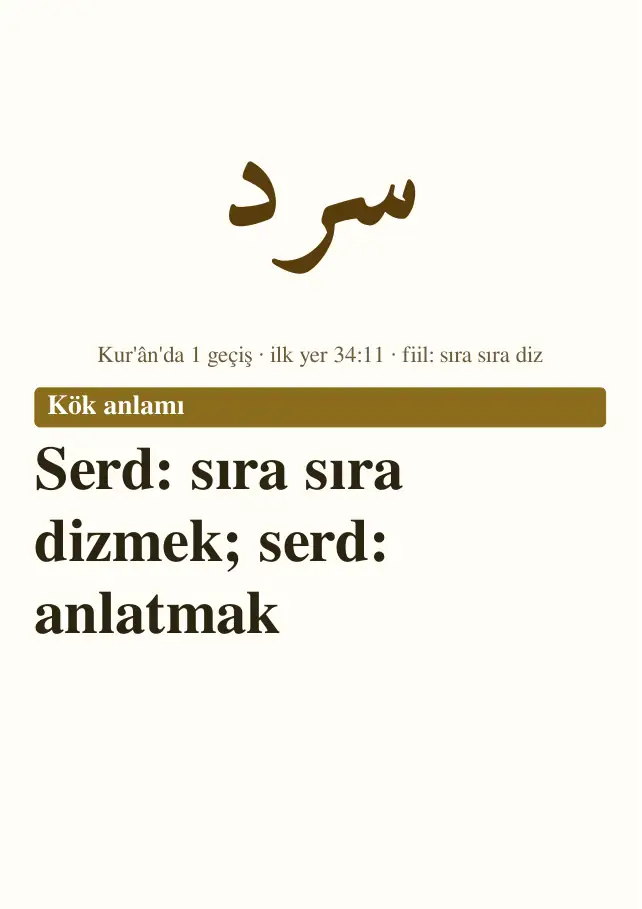 سرد
Kur'ân'da 1 geçiş · ilk yer 34:11 · fiil: sıra sıra diz
Kök anlamı
Serd: sıra sıra
dizmek; serd:
anlatmak